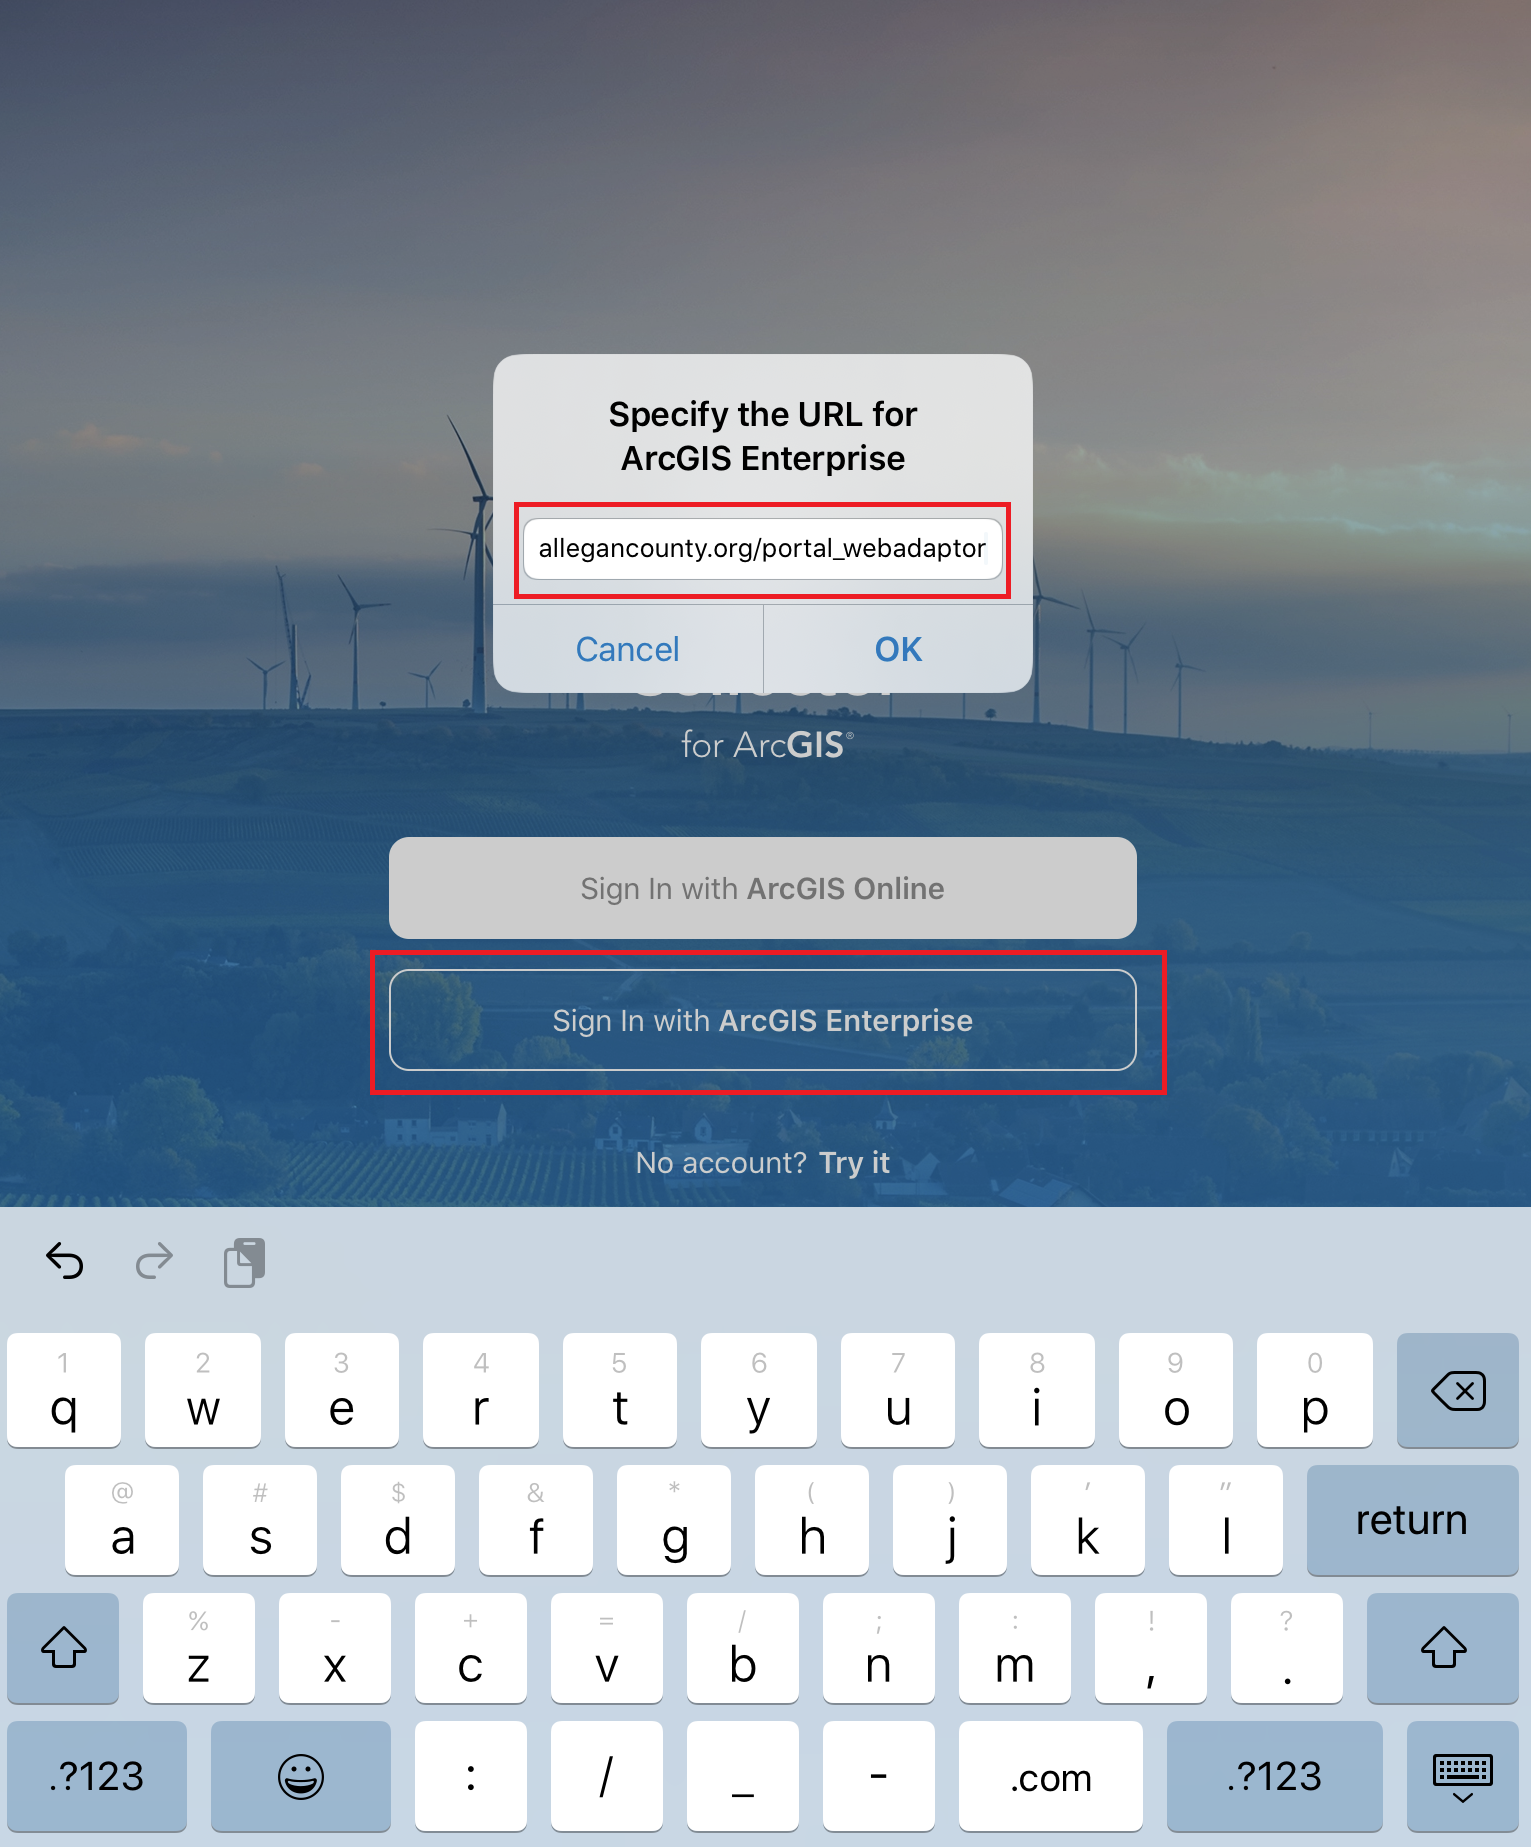 Specify the URL for
ArcGIS Enterprise
allegancounty.org/portal_webadaptor
Cancel
OK
for ArcGIS®
Sign In with ArcGIS Online
Sign In with ArcGIS Enterprise
No account? Try it
1 2 3 4 5 6 7 8 9 0
q w e r t y u i o p
@ # $ & * ( ) ' "
a s d f g h j k l return
% - + = / ; : ! ?
z x c v b n m , .
.?123 : / _ - .com .?123